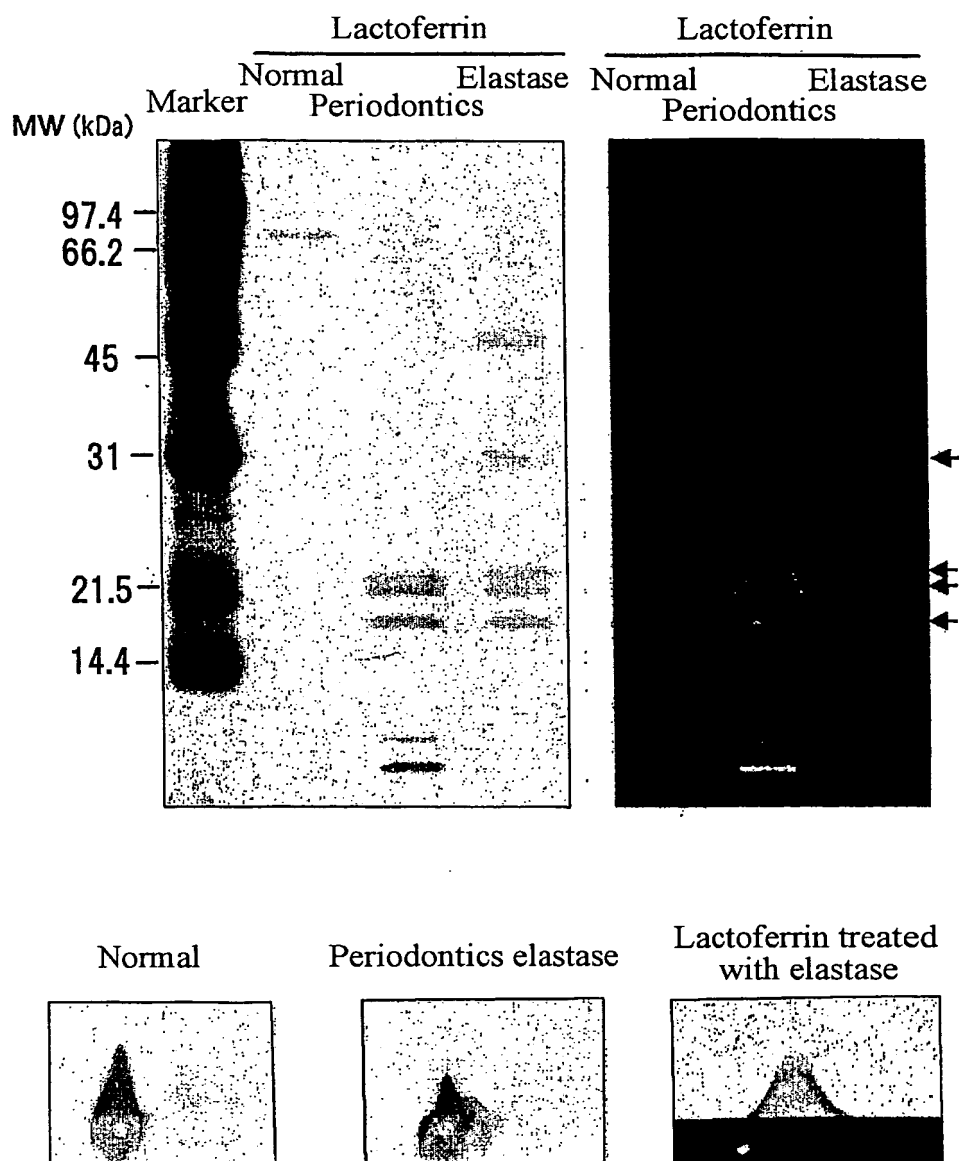 Lactoferrin
Normal Elastase
Marker Periodontics
MW (kDa)
97.4
66.2
45
31
21.5
14.4
Lactoferrin
Normal Elastase
Periodontics
Normal
Periodontics elastase
Lactoferrin treated
with elastase